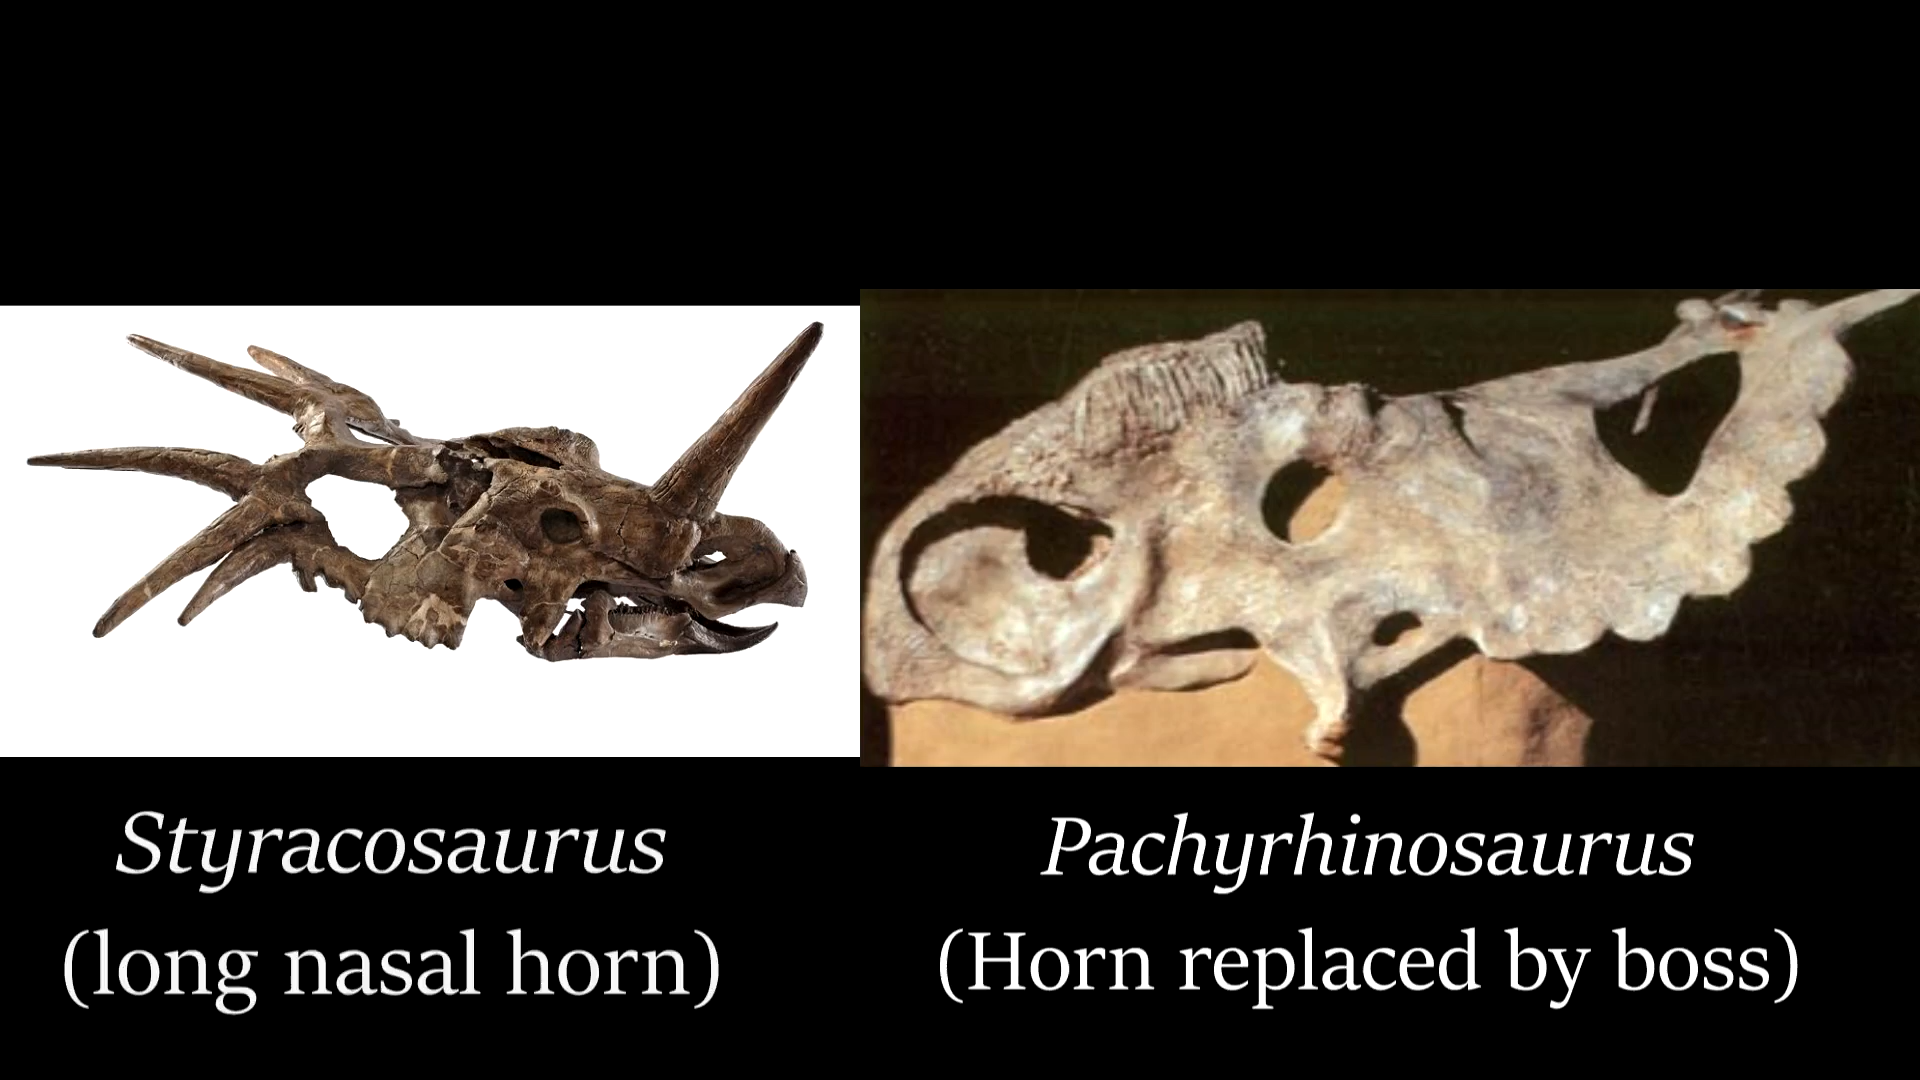 Styracosaurus
(long nasal horn)
Pachyrhinosaurus
(Horn replaced by boss)